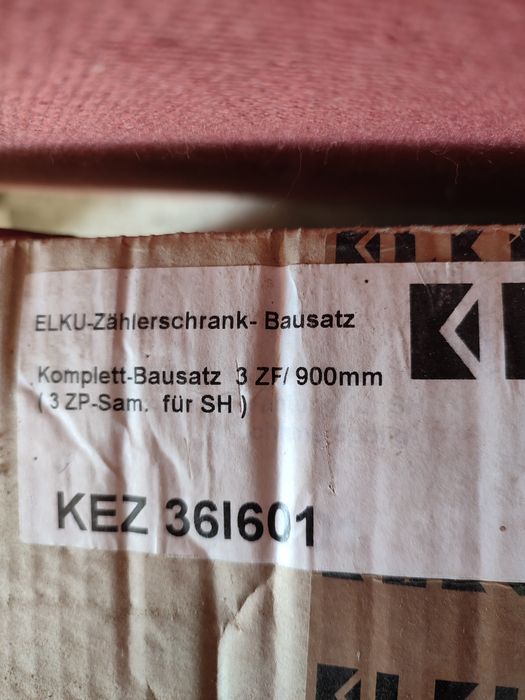 ELKU-Zählerschrank- Bausatz
Komplett-Bausatz 3 ZF/ 900mm
( 3 ZP-Sam. für SH )
KEZ 36I601